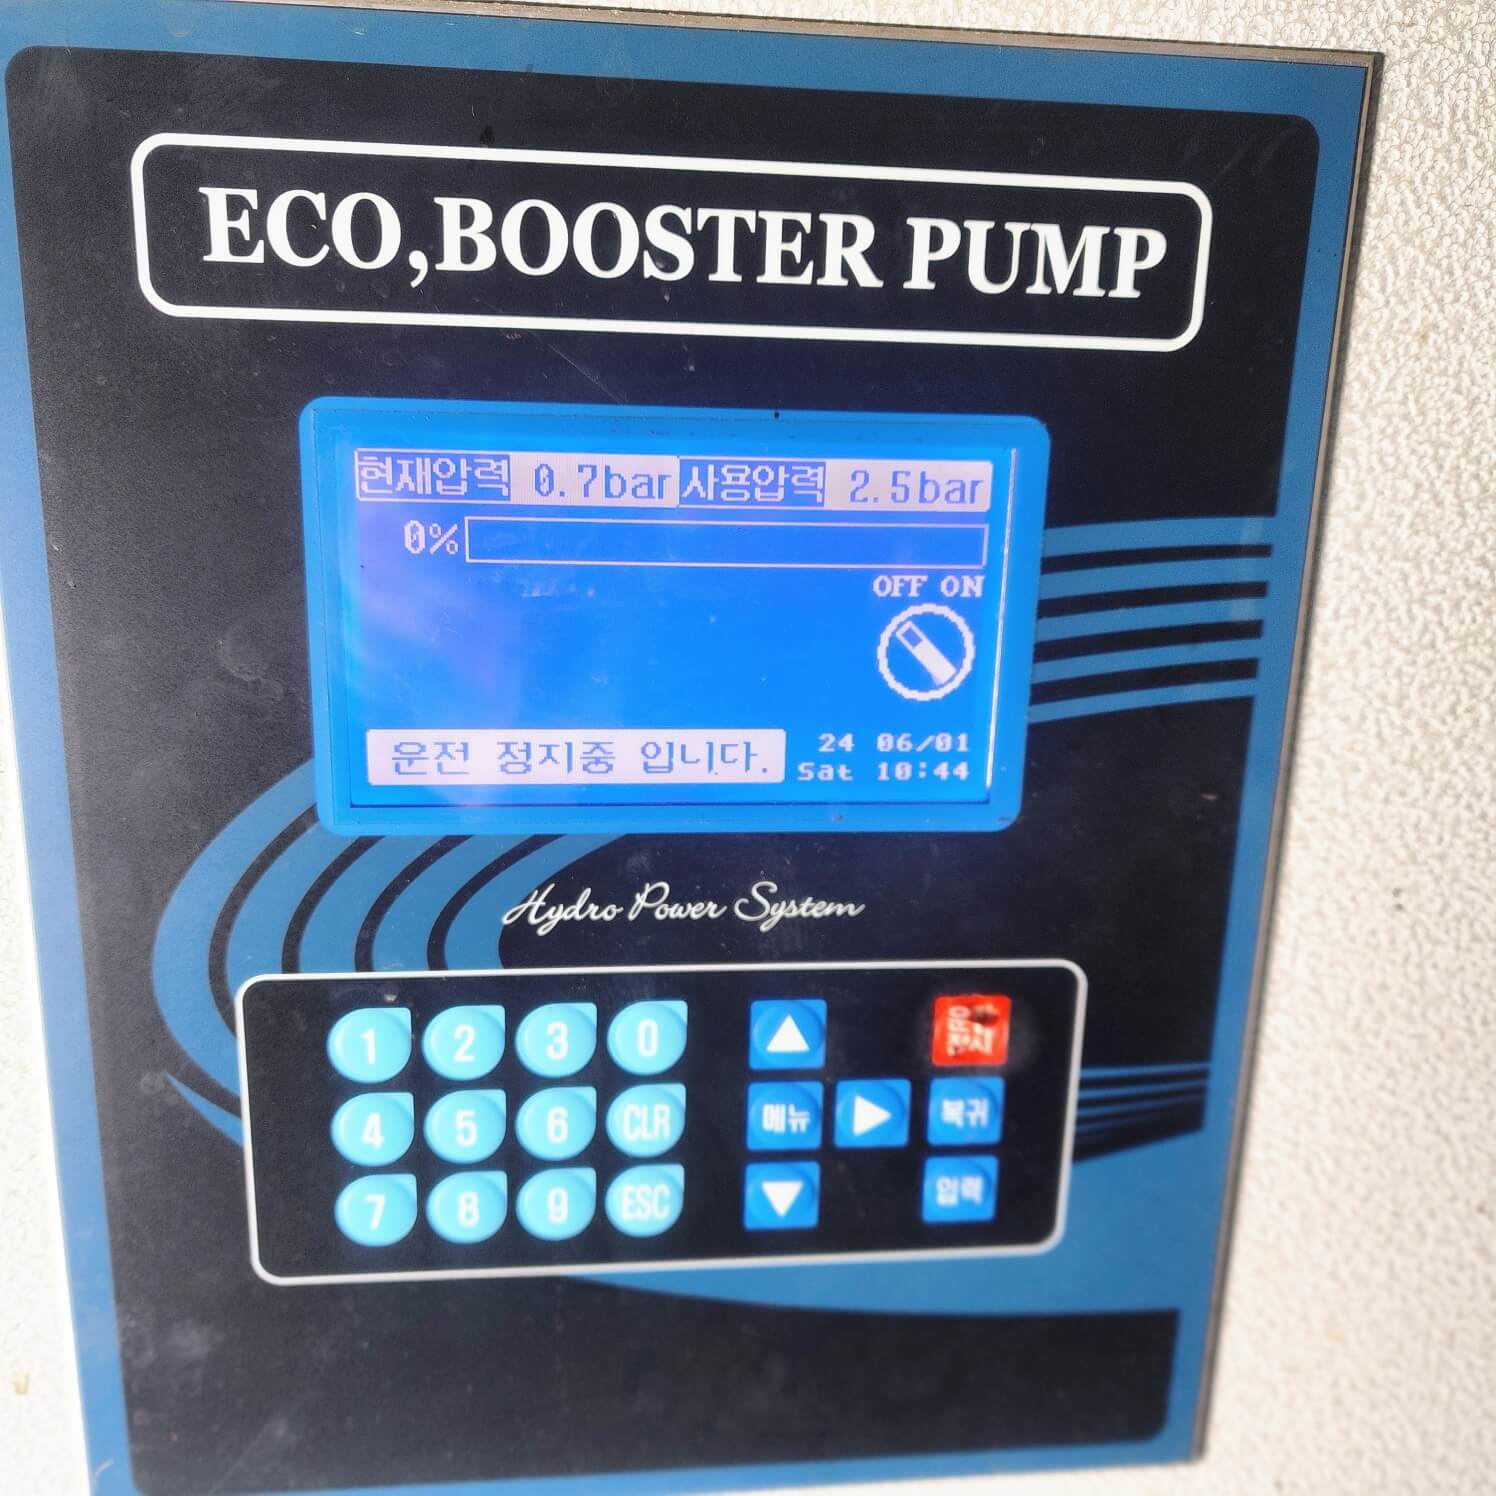 ECO,BOOSTER PUMP
현재압력 0.7bar 사용압력 2.5bar
0%
OFF ON
운전 정지중 입니다.
24 06/01
Sat 10:44
Hydro Power System
1 2 3 0
4 5 6 CLR 메뉴 복귀
7 8 9 ESC 입력